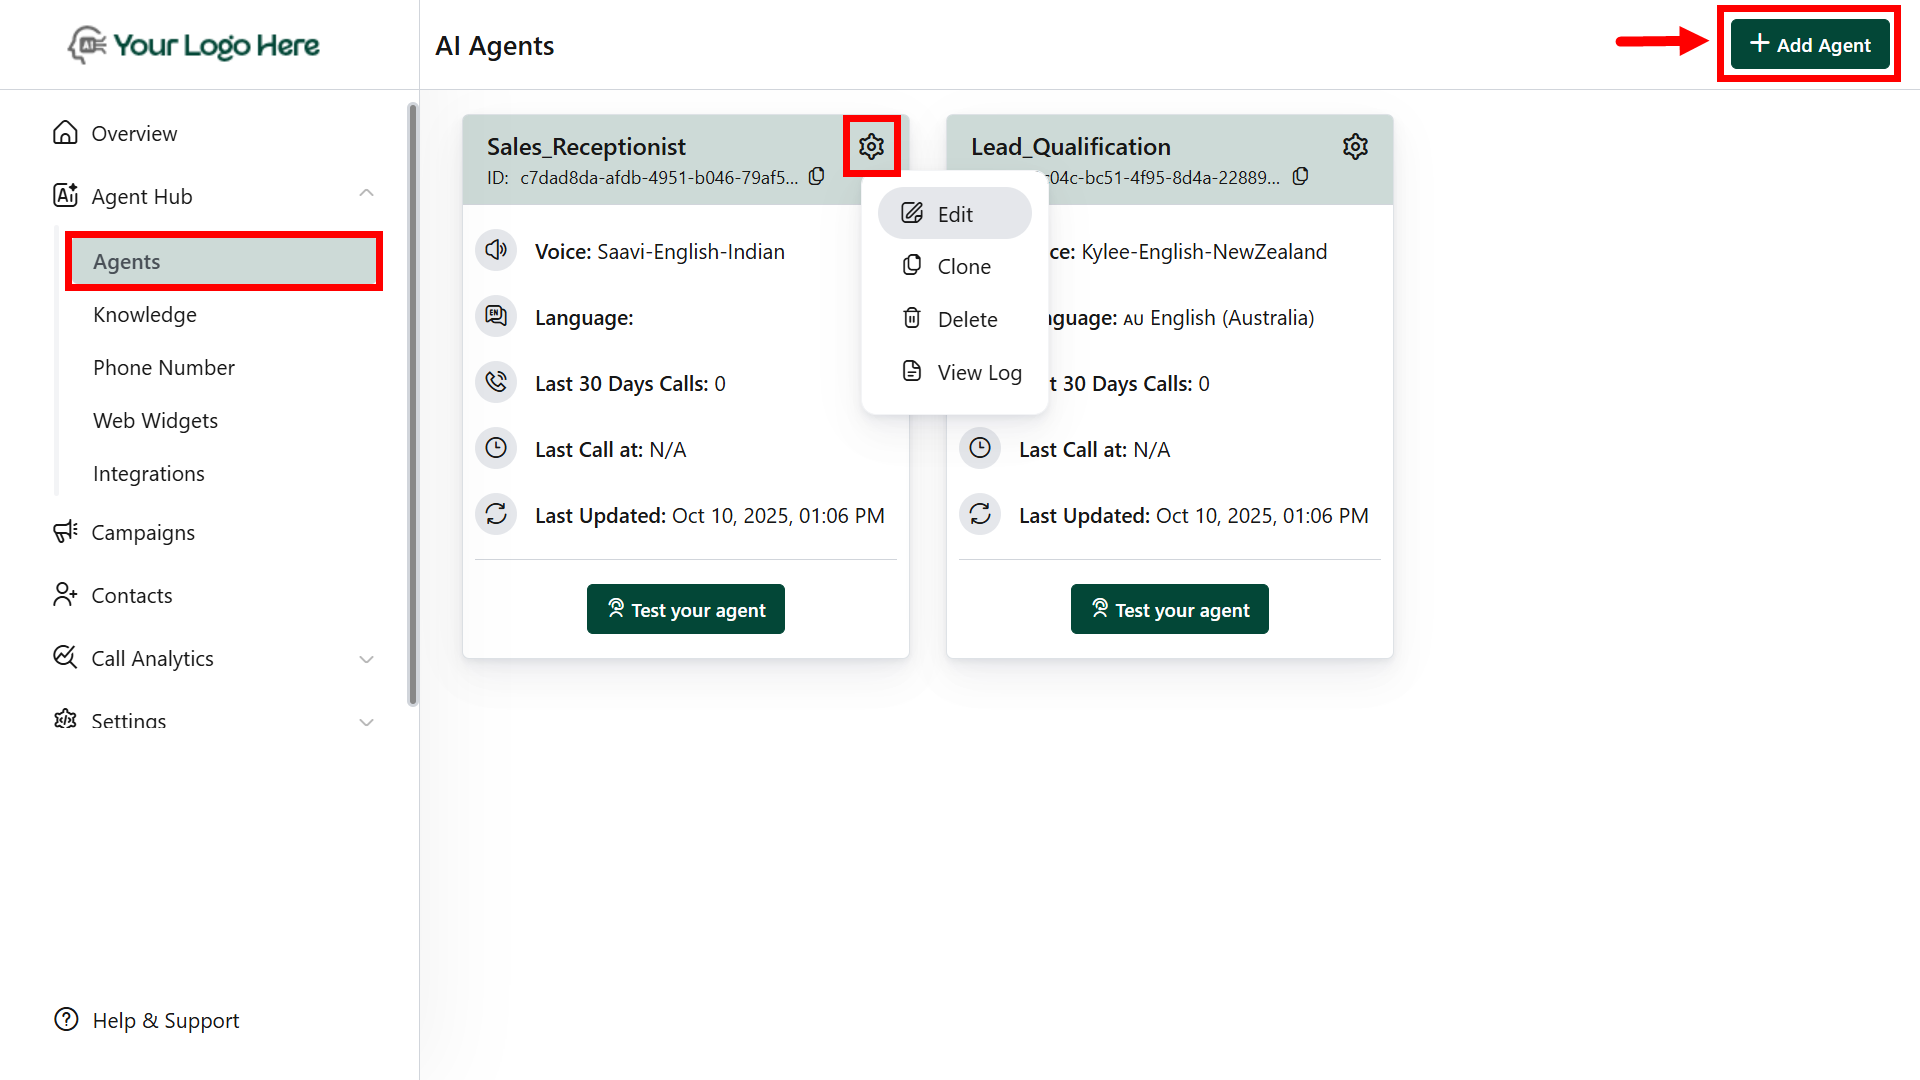 Your Logo Here
AI Agents
+ Add Agent
Overview
Agent Hub
Agents
Knowledge
Phone Number
Web Widgets
Integrations
Campaigns
Contacts
Call Analytics
Settings
Help & Support
Sales_Receptionist
ID: c7dad8da-afdb-4951-b046-79af5...
Voice: Saavi-English-Indian
Language:
Last 30 Days Calls: 0
Last Call at: N/A
Last Updated: Oct 10, 2025, 01:06 PM
Test your agent
Edit
Clone
Delete
View Log
Lead_Qualification
04c-bc51-4f95-8d4a-22889...
ce: Kylee-English-NewZealand
guage: AU English (Australia)
t 30 Days Calls: 0
Last Call at: N/A
Last Updated: Oct 10, 2025, 01:06 PM
Test your agent